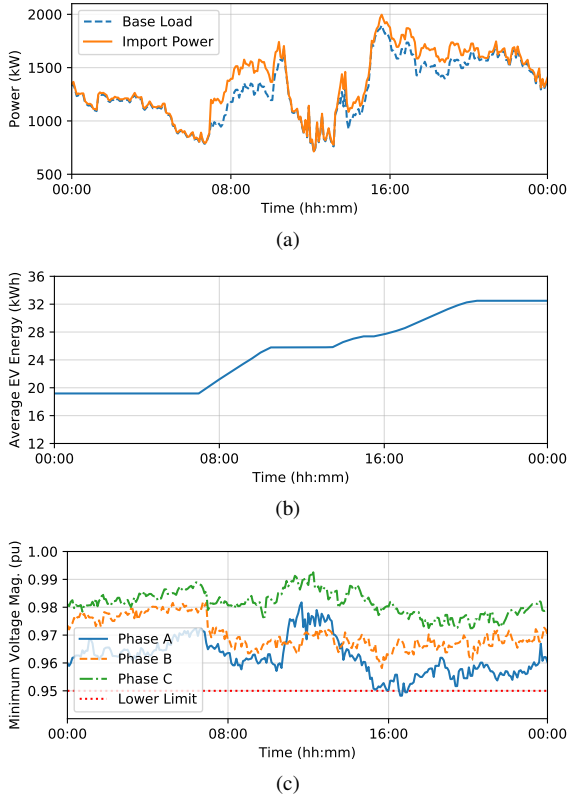 2000
1500
1000
500
Power (kW)
Base Load
Import Power
00:00 08:00 16:00 00:00
Time (hh:mm)
(a)
36
32
28
24
20
16
12
Average EV Energy (kWh)
00:00 08:00 16:00 00:00
Time (hh:mm)
(b)
1.00
0.99
0.98
0.97
0.96
0.95
Minimum Voltage Mag. (pu)
Phase A
Phase B
Phase C
Lower Limit
00:00 08:00 16:00 00:00
Time (hh:mm)
(c)